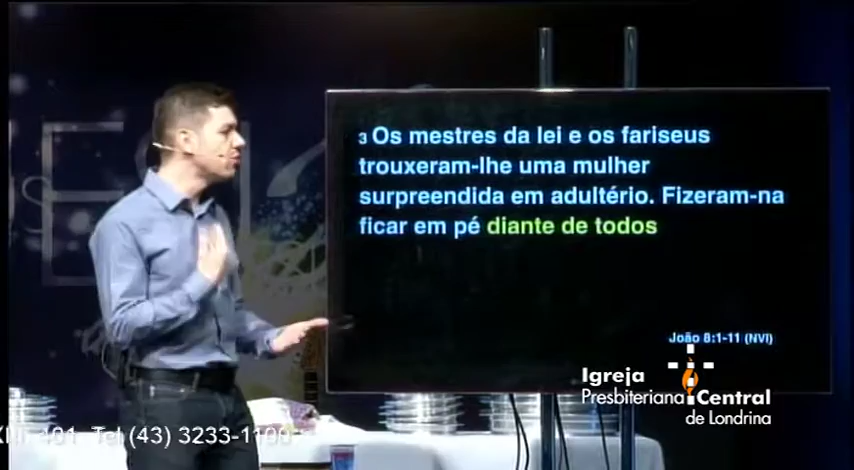 3 Os mestres da lei e os fariseus
trouxeram-lhe uma mulher
surpreendida em adultério. Fizeram-na
ficar em pé diante de todos
João 8:1-11 (NVI)
Igreja
Presbiteriana Central
de Londrina
101 Tel (43) 3233-1100